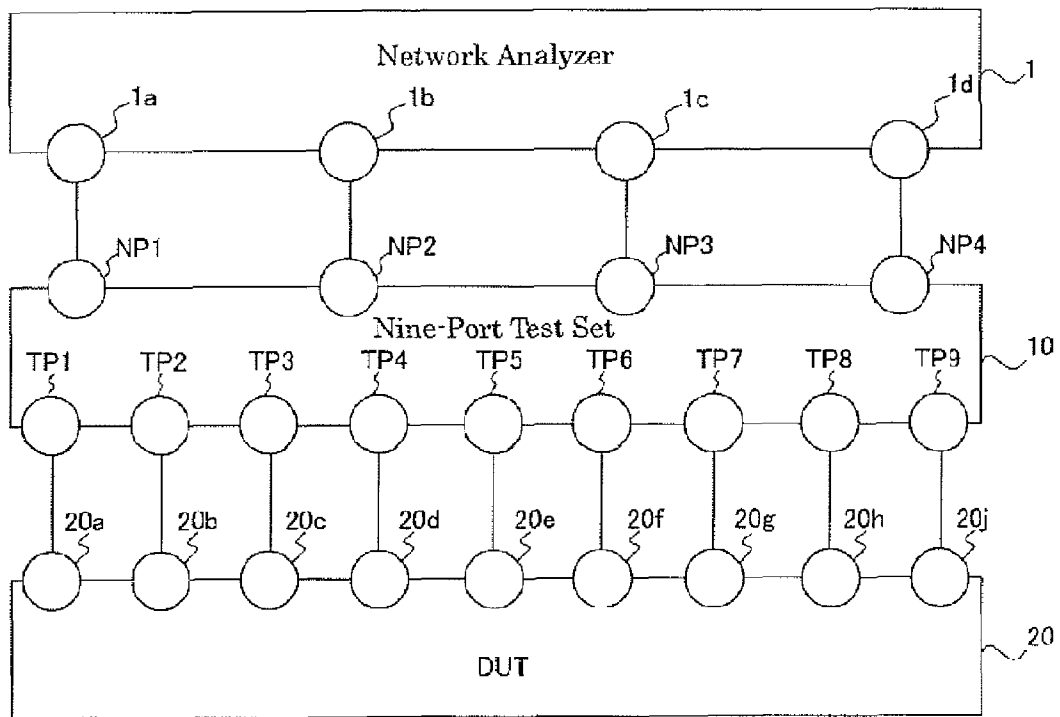 Network Analyzer
1
1a 1b 1c 1d
NP1 NP2 NP3 NP4
Nine-Port Test Set
10
TP1 TP2 TP3 TP4 TP5 TP6 TP7 TP8 TP9
20a 20b 20c 20d 20e 20f 20g 20h 20j
20
DUT